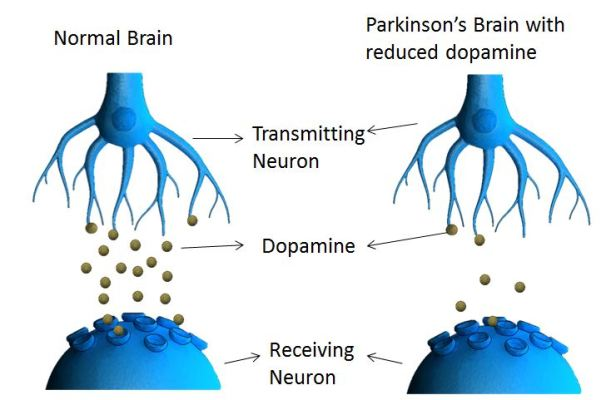 Normal Brain
Parkinson's Brain with
reduced dopamine
Transmitting
Neuron
Dopamine
Receiving
Neuron